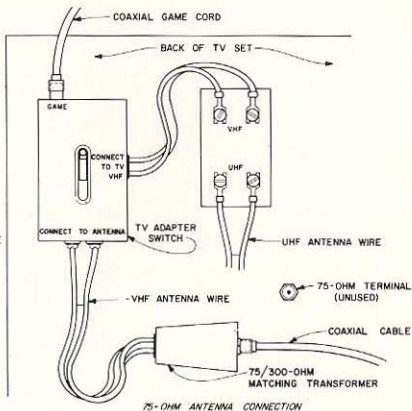 COAXIAL GAME CORD
BACK OF TV SET
GAME
CONNECT
TO TV
VHF
VHF
UHF
CONNECT TO ANTENNA
TV ADAPTER
SWITCH
UHF ANTENNA WIRE
VHF ANTENNA WIRE
75-OHM TERMINAL
(UNUSED)
COAXIAL CABLE
75/300-OHM
MATCHING TRANSFORMER
75-OHM ANTENNA CONNECTION